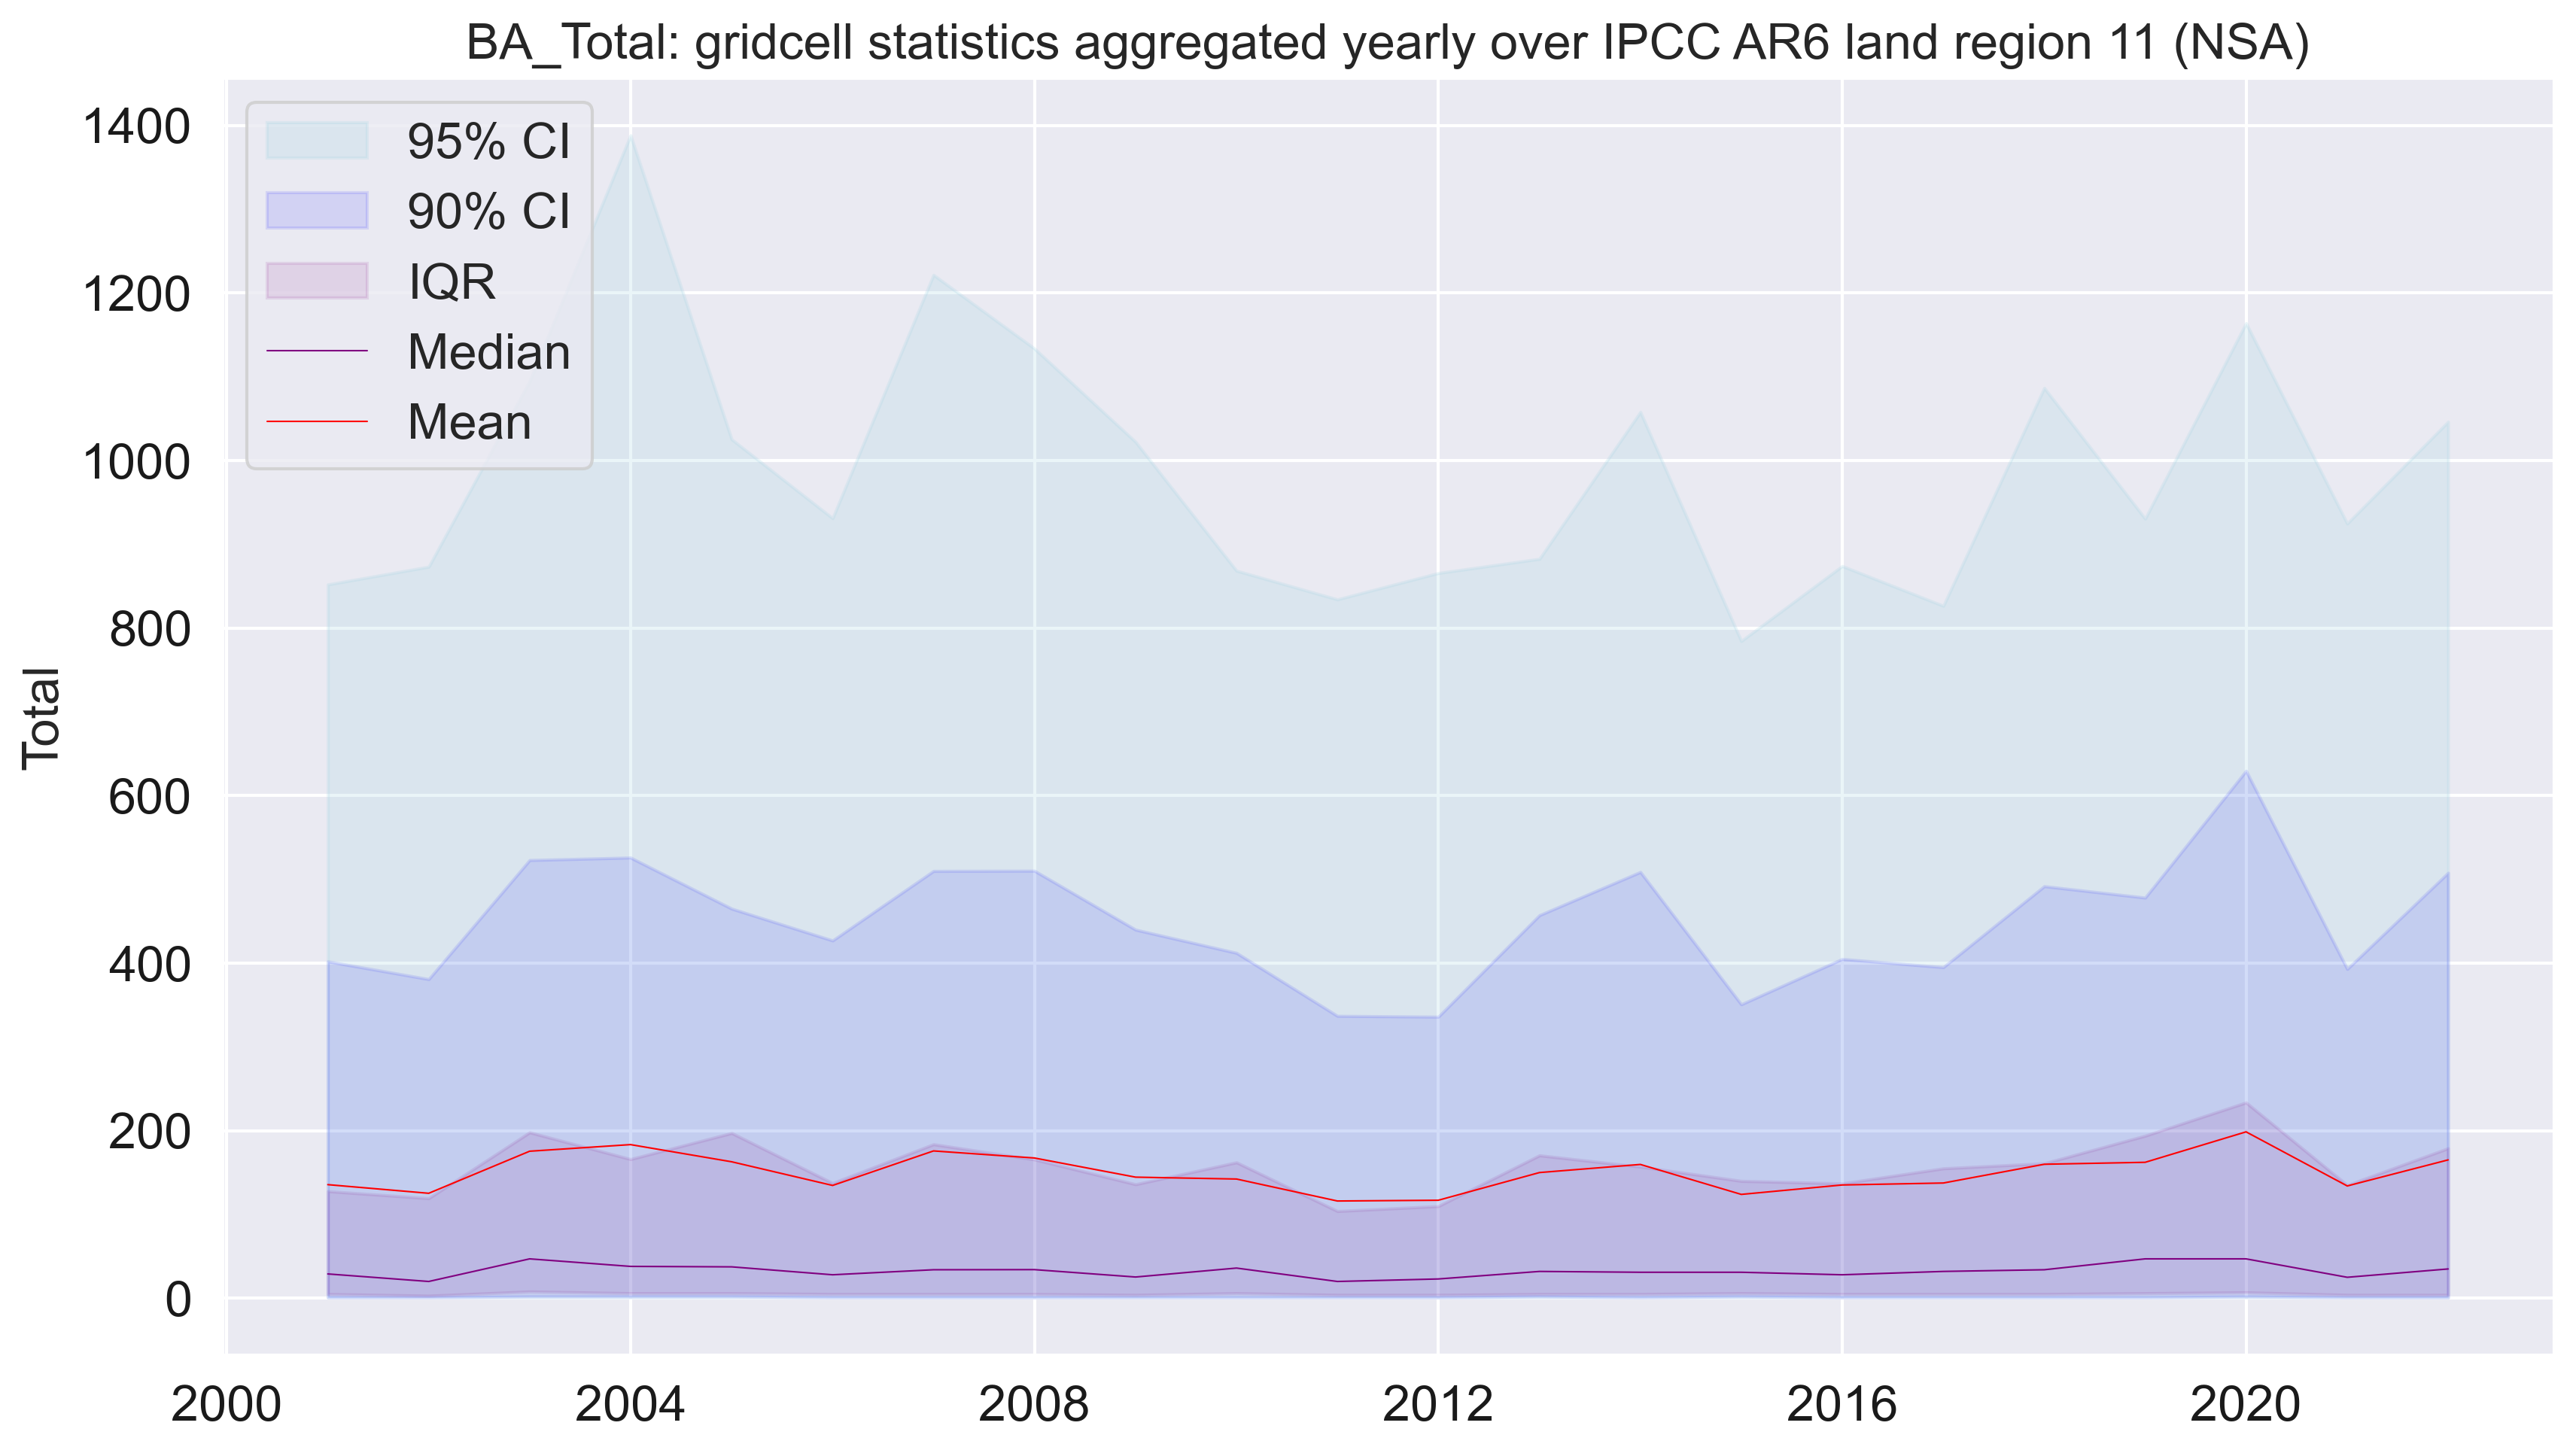 BA_Total: gridcell statistics aggregated yearly over IPCC AR6 land region 11 (NSA)
95% CI
90% CI
IQR
Median
Mean
Total
1400
1200
1000
800
600
400
200
0
2000 2004 2008 2012 2016 2020